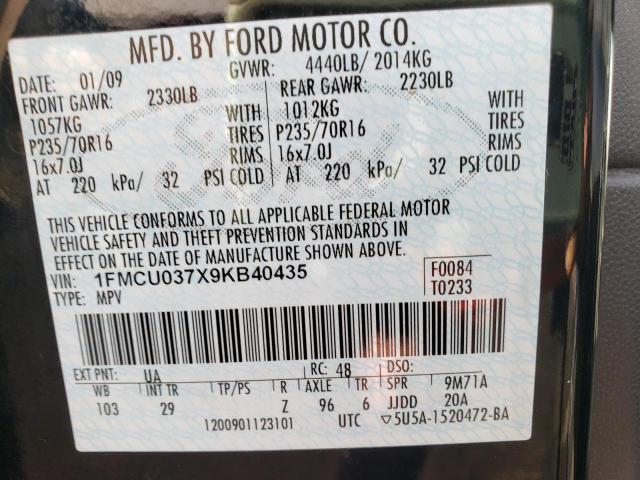 MFD. BY FORD MOTOR CO.
DATE: 01/09 GVWR: 4440LB/ 2014KG
FRONT GAWR: 2330LB REAR GAWR: 2230LB
1057KG WITH 1012KG WITH
P235/70R16 TIRES P235/70R16 TIRES
16x7.0J RIMS 16x7.0J RIMS
AT 220 kPa/ 32 PSI COLD AT 220 kPa/ 32 PSI COLD
THIS VEHICLE CONFORMS TO ALL APPLICABLE FEDERAL MOTOR
VEHICLE SAFETY AND THEFT PREVENTION STANDARDS IN
EFFECT ON THE DATE OF MANUFACTURE SHOWN ABOVE.
VIN: 1FMCU037X9KB40435 F0084
TYPE: MPV T0233
EXT PNT: UA RC: 48 DSO:
WB INT TR TP/PS R AXLE TR SPR 9M71A
103 29 Z 96 6 JJDD 20A
1200901123101 UTC ▽5U5A-1520472-BA